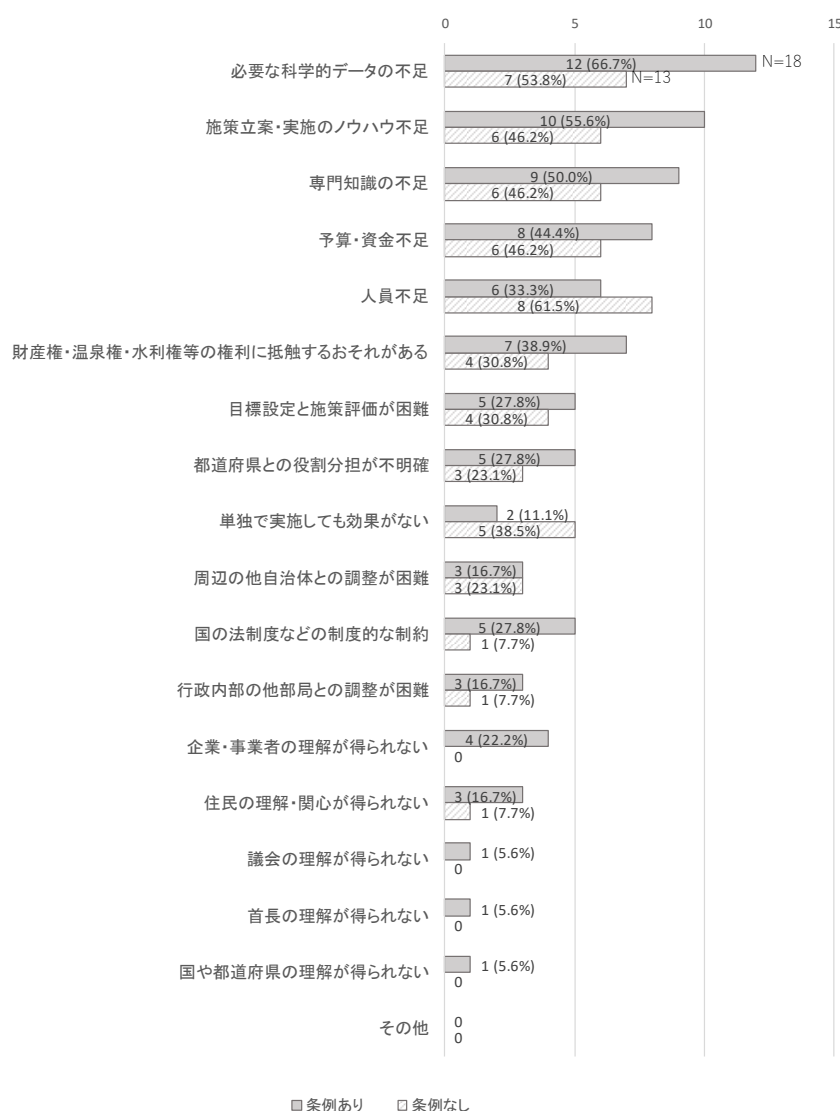 0 5 10 15
必要な科学的データの不足
12 (66.7%) N=18
7 (53.8%) N=13
施策立案・実施のノウハウ不足
10 (55.6%)
6 (46.2%)
専門知識の不足
9 (50.0%)
6 (46.2%)
予算・資金不足
8 (44.4%)
6 (46.2%)
人員不足
6 (33.3%)
8 (61.5%)
財産権・温泉権・水利権等の権利に抵触するおそれがある
7 (38.9%)
4 (30.8%)
目標設定と施策評価が困難
5 (27.8%)
4 (30.8%)
都道府県との役割分担が不明確
5 (27.8%)
3 (23.1%)
単独で実施しても効果がない
2 (11.1%)
5 (38.5%)
周辺の他自治体との調整が困難
3 (16.7%)
3 (23.1%)
国の法制度などの制度的な制約
5 (27.8%)
1 (7.7%)
行政内部の他部局との調整が困難
3 (16.7%)
1 (7.7%)
企業・事業者の理解が得られない
4 (22.2%)
0
住民の理解・関心が得られない
3 (16.7%)
1 (7.7%)
議会の理解が得られない
1 (5.6%)
0
首長の理解が得られない
1 (5.6%)
0
国や都道府県の理解が得られない
1 (5.6%)
0
その他
0
0
条例あり 条例なし